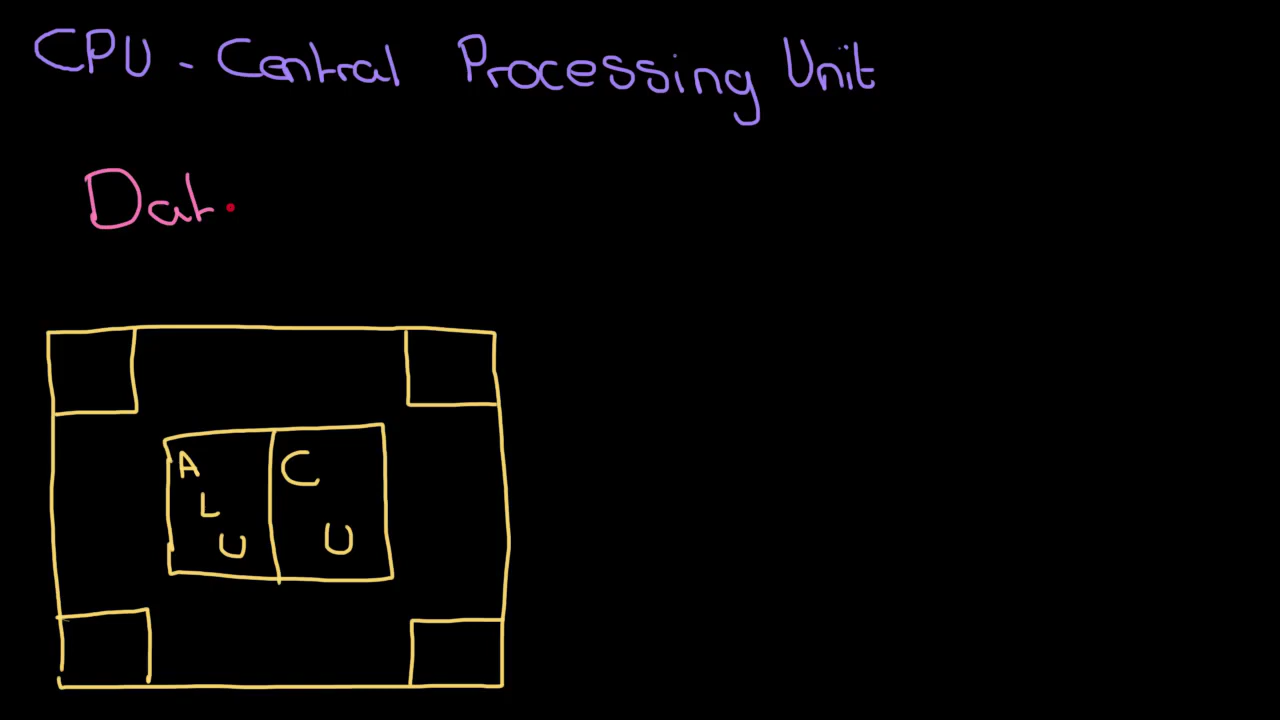 CPU - Central Processing Unit
Dat
A C
L
U U